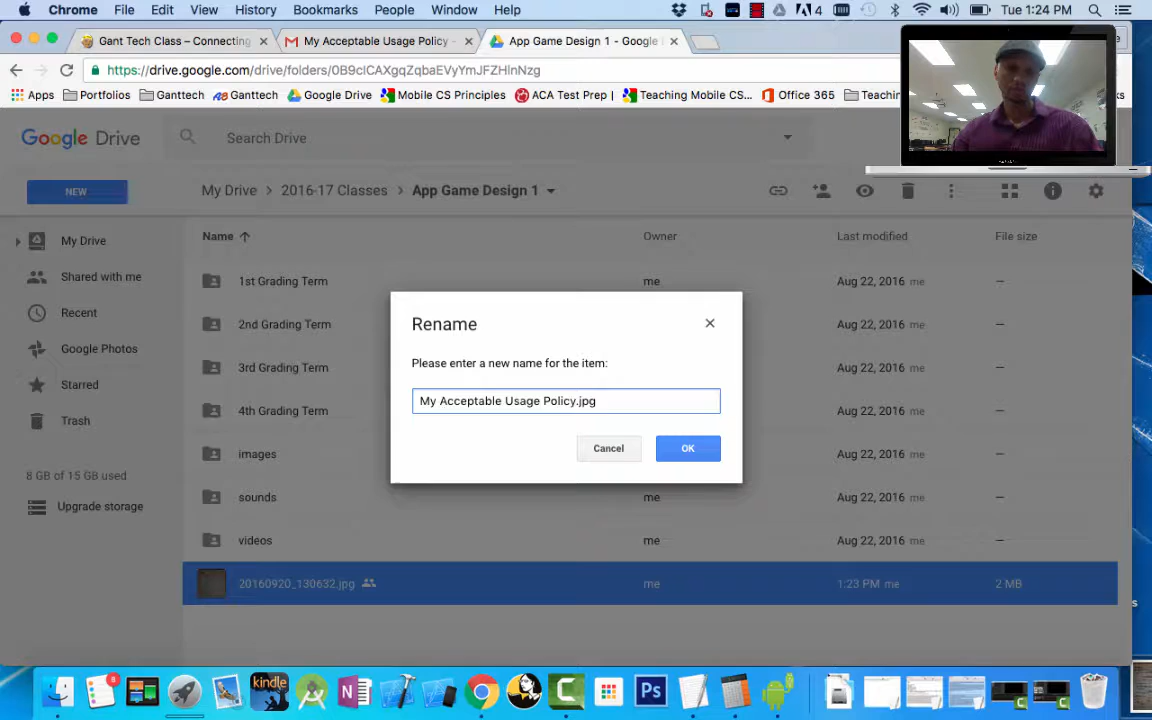 Chrome File Edit View History Bookmarks People Window Help 4 Tue 1:24 PM
Gant Tech Class – Connecting My Acceptable Usage Policy - App Game Design 1 - Google
https://drive.google.com/drive/folders/0B9cICAXgqZqbaEVyYmJFZHlnNzg
Apps Portfolios Ganttech Ganttech Google Drive Mobile CS Principles ACA Test Prep Teaching Mobile CS... Office 365
Google Drive Search Drive
NEW My Drive 2016-17 Classes App Game Design 1
Name Owner Last modified File size
My Drive
Shared with me
Recent
Google Photos
Starred
Trash
8 GB of 15 GB used
Upgrade storage
1st Grading Term me Aug 22, 2016 me —
2nd Grading Term Aug 22, 2016 me —
3rd Grading Term Aug 22, 2016 me —
4th Grading Term Aug 22, 2016 me —
images Aug 22, 2016 me —
sounds me Aug 22, 2016 me —
videos me Aug 22, 2016 me —
20160920_130632.jpg me 1:23 PM me 2 MB
Rename
Please enter a new name for the item:
My Acceptable Usage Policy.jpg
Cancel OK
8 kindle N Ps